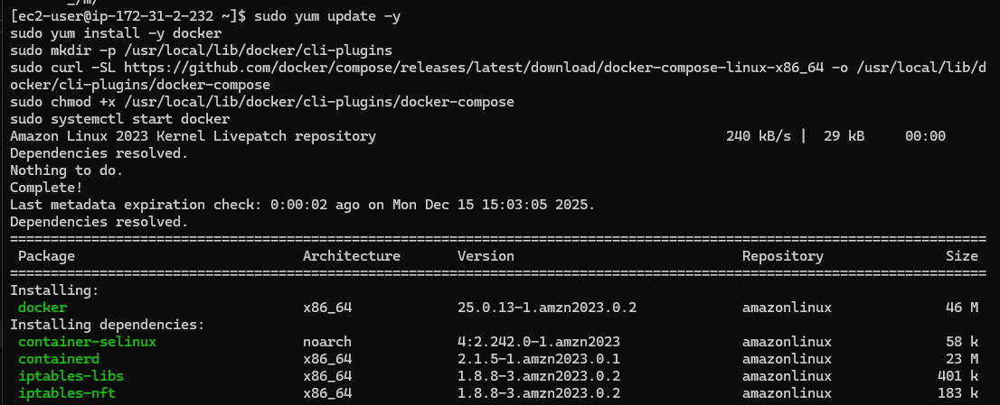 _/m/
[ec2-user@ip-172-31-2-232 ~]$ sudo yum update -y
sudo yum install -y docker
sudo mkdir -p /usr/local/lib/docker/cli-plugins
sudo curl -SL https://github.com/docker/compose/releases/latest/download/docker-compose-linux-x86_64 -o /usr/local/lib/d
ocker/cli-plugins/docker-compose
sudo chmod +x /usr/local/lib/docker/cli-plugins/docker-compose
sudo systemctl start docker
Amazon Linux 2023 Kernel Livepatch repository 240 kB/s | 29 kB 00:00
Dependencies resolved.
Nothing to do.
Complete!
Last metadata expiration check: 0:00:02 ago on Mon Dec 15 15:03:05 2025.
Dependencies resolved.
========================================================================================================================
Package Architecture Version Repository Size
========================================================================================================================
Installing:
docker x86_64 25.0.13-1.amzn2023.0.2 amazonlinux 46 M
Installing dependencies:
container-selinux noarch 4:2.242.0-1.amzn2023 amazonlinux 58 k
containerd x86_64 2.1.5-1.amzn2023.0.1 amazonlinux 23 M
iptables-libs x86_64 1.8.8-3.amzn2023.0.2 amazonlinux 401 k
iptables-nft x86_64 1.8.8-3.amzn2023.0.2 amazonlinux 183 k